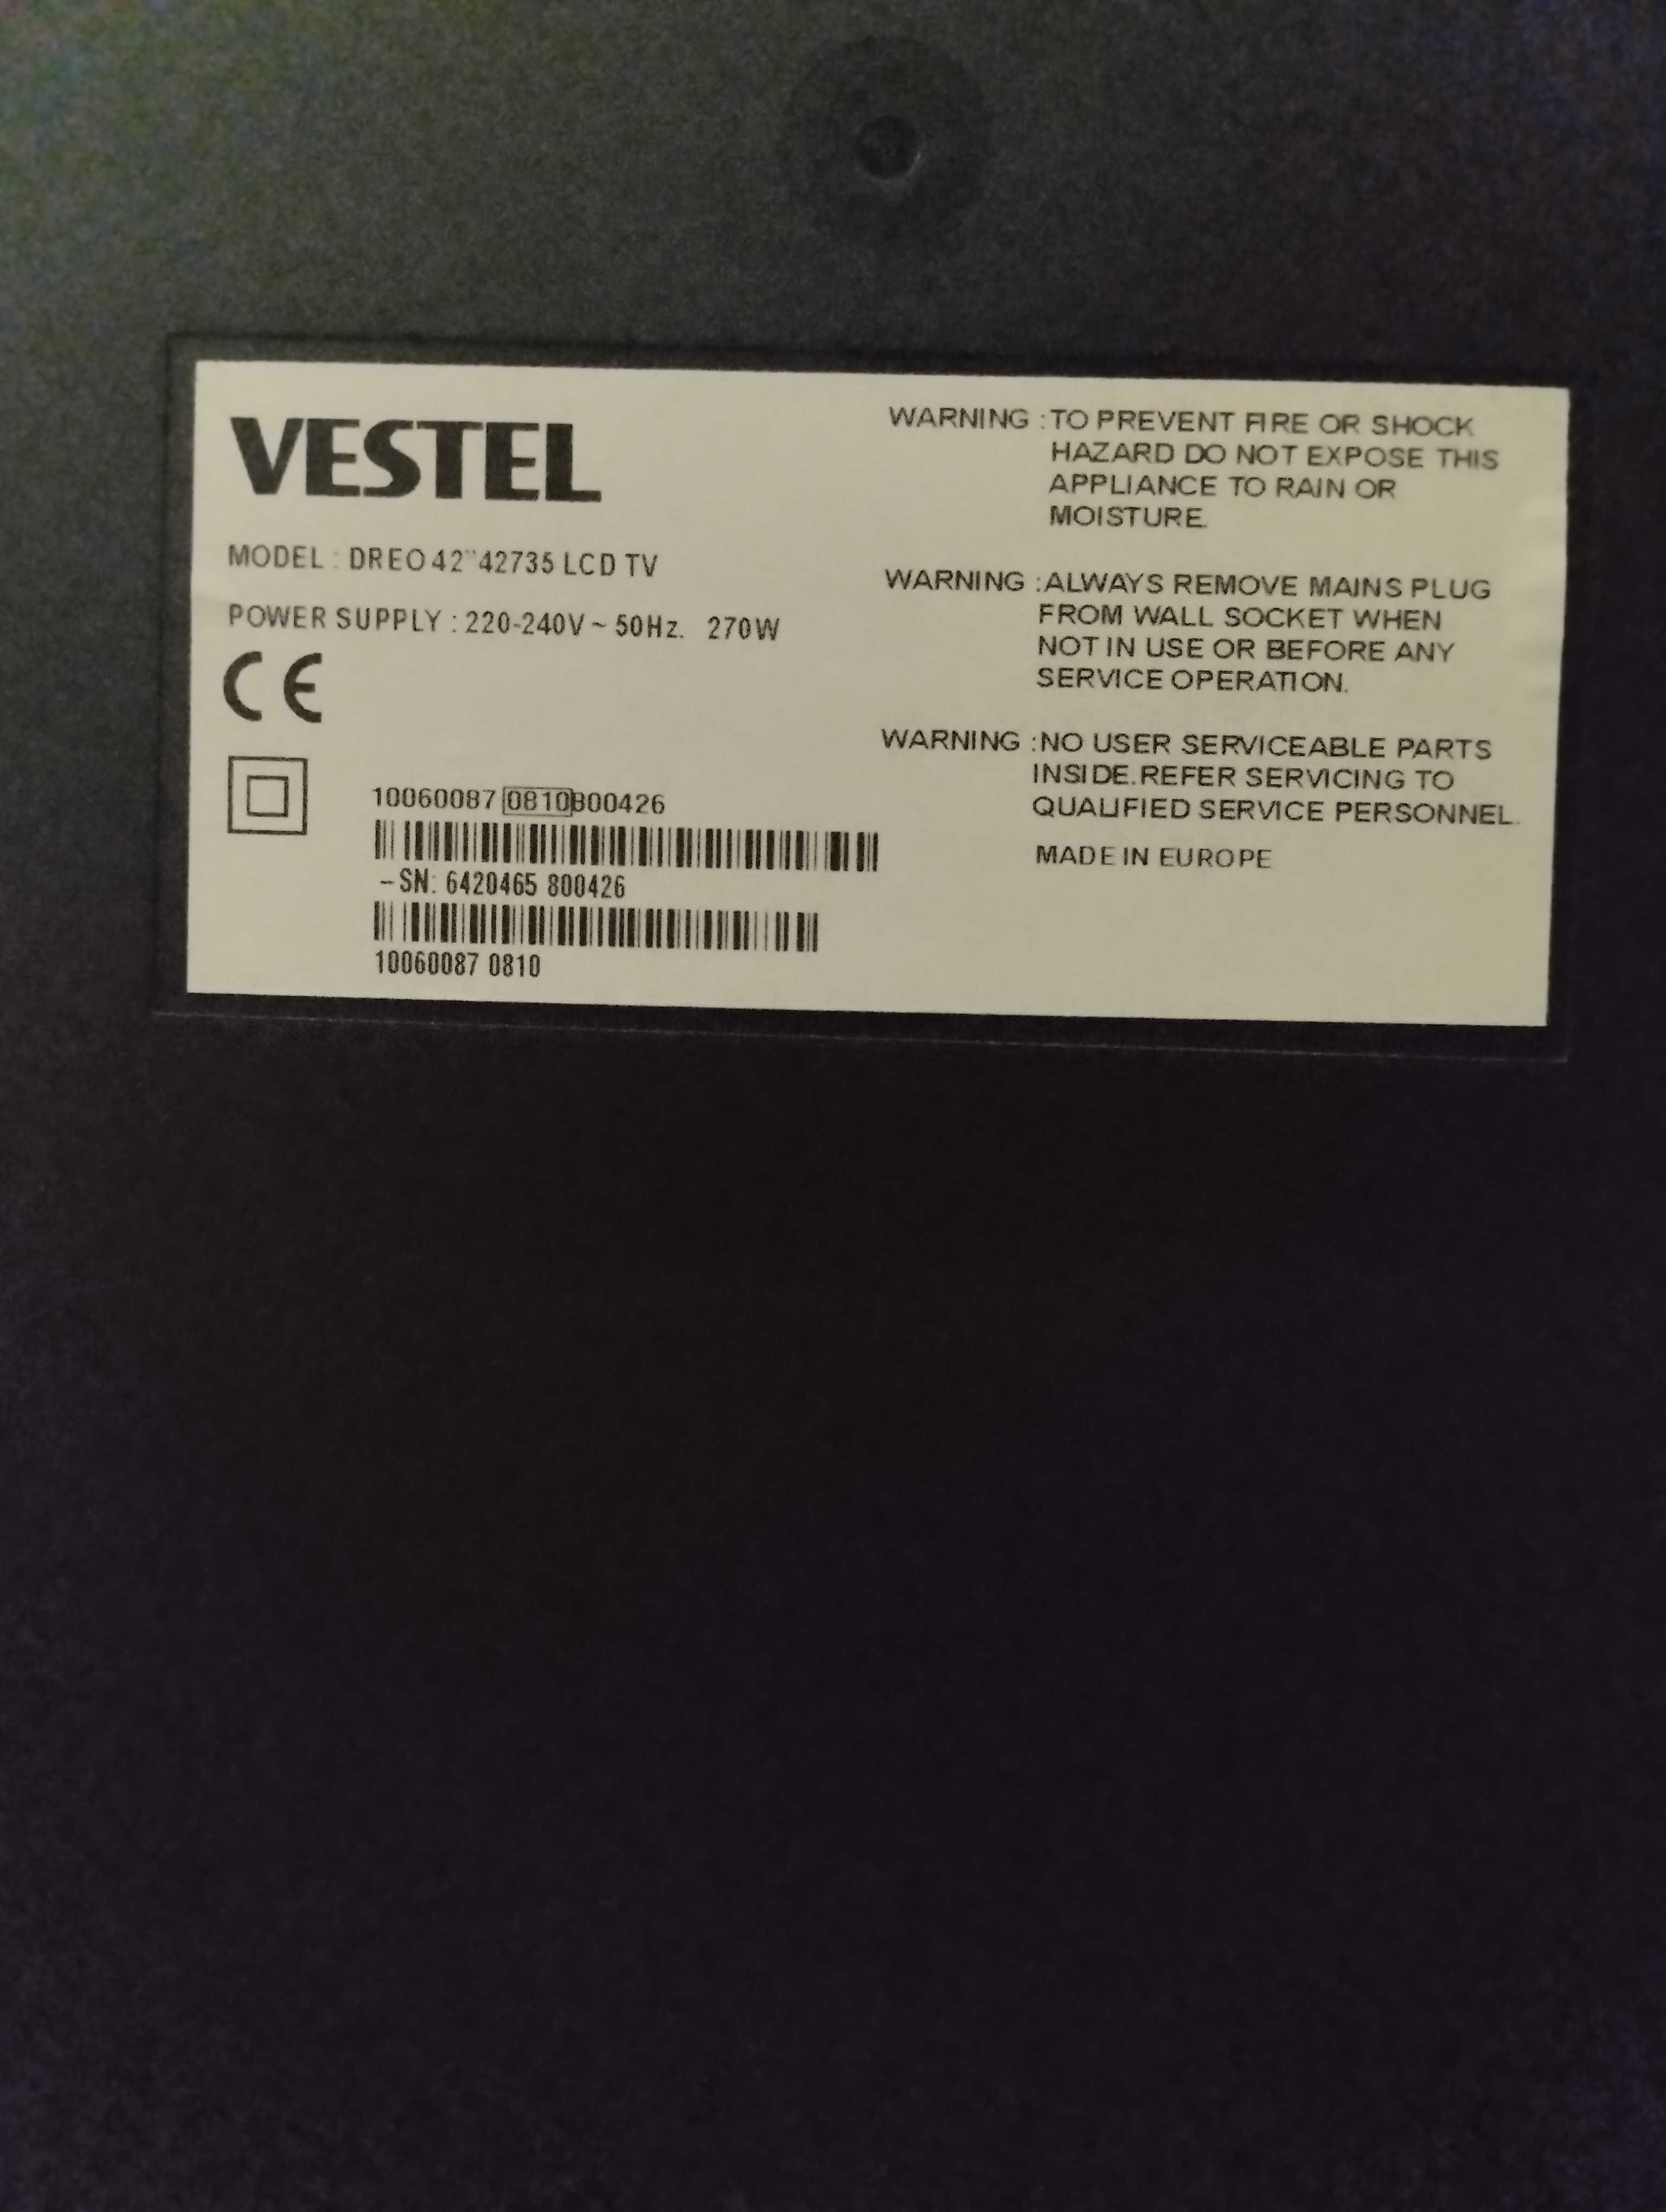 VESTEL
MODEL : DREO 42" 42735 LCD TV
POWER SUPPLY : 220-240V ~ 50Hz. 270W
CE
10060087 0810 800426
-SN: 6420465 800426
10060087 0810
WARNING :TO PREVENT FIRE OR SHOCK
HAZARD DO NOT EXPOSE THIS
APPLIANCE TO RAIN OR
MOISTURE.
WARNING :ALWAYS REMOVE MAINS PLUG
FROM WALL SOCKET WHEN
NOT IN USE OR BEFORE ANY
SERVICE OPERATION.
WARNING :NO USER SERVICEABLE PARTS
INSIDE.REFER SERVICING TO
QUALIFIED SERVICE PERSONNEL.
MADE IN EUROPE